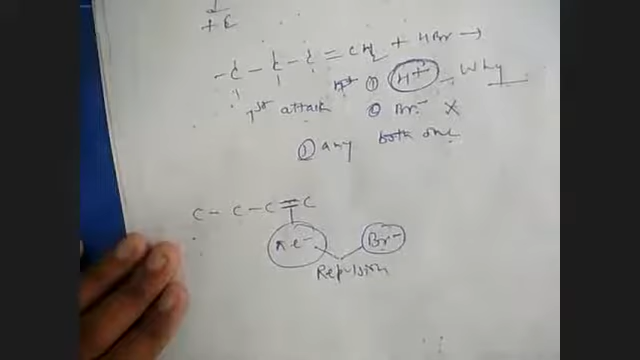 +E
-C-C-C=CH2 + HBr →
1st attack ① H+ Why
② Br- X
③ any both one
C-C-C=C
πe- Br-
Repulsion